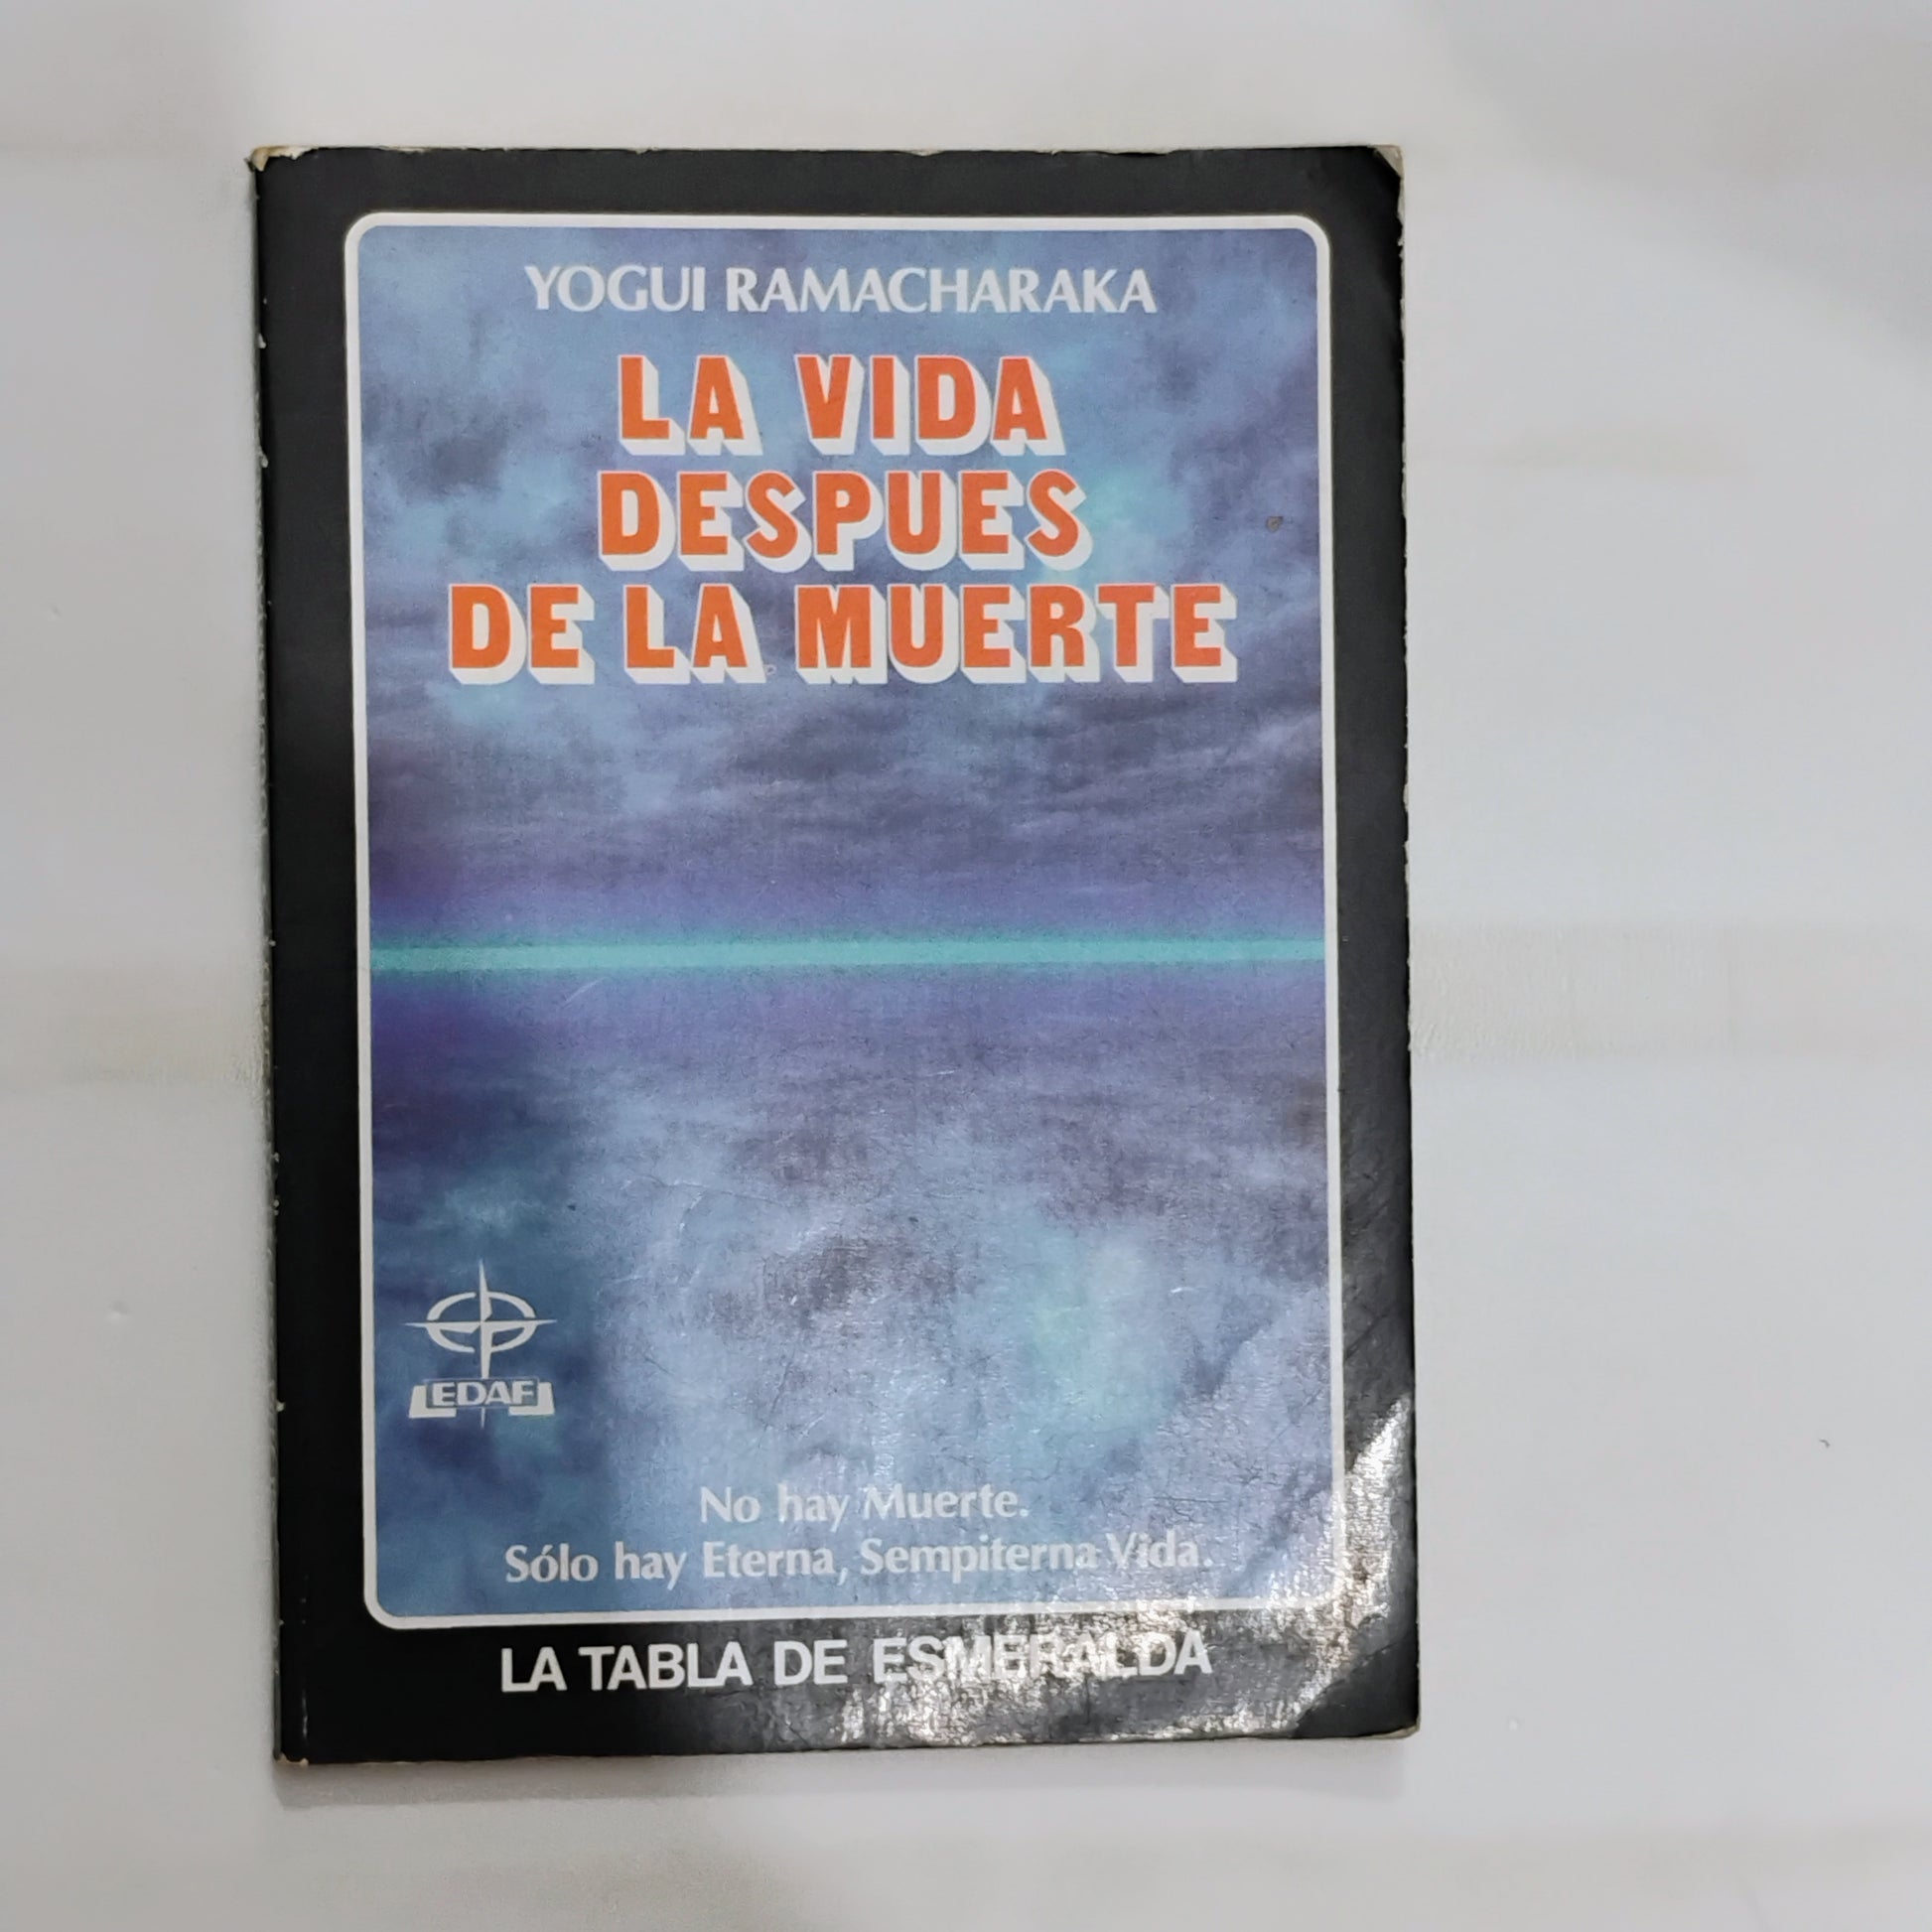 YOGUI RAMACHARAKA
LA VIDA
DESPUES
DE LA MUERTE
EDAF
No hay Muerte.
Sólo hay Eterna, Sempiterna Vida.
LA TABLA DE ESMERALDA